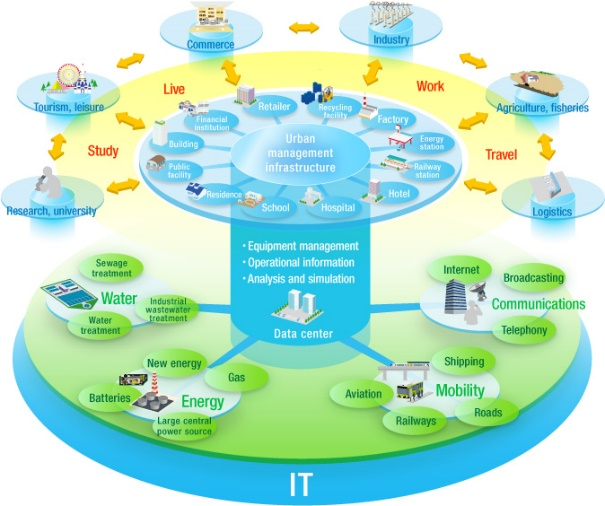 Commerce
Industry
Tourism, leisure
Live
Work
Agriculture, fisheries
Retailer
Recycling
facility
Financial
institution
Factory
Building
Urban
management
infrastructure
Energy
station
Study
Travel
Public
facility
Railway
station
Residence
Hotel
School
Hospital
Research, university
Logistics
• Equipment management
• Operational information
• Analysis and simulation
Data center
Sewage
treatment
Water
Industrial
wastewater
treatment
Water
treatment
Internet
Broadcasting
Communications
Telephony
New energy
Gas
Batteries
Energy
Large central
power source
Shipping
Aviation
Mobility
Railways
Roads
IT